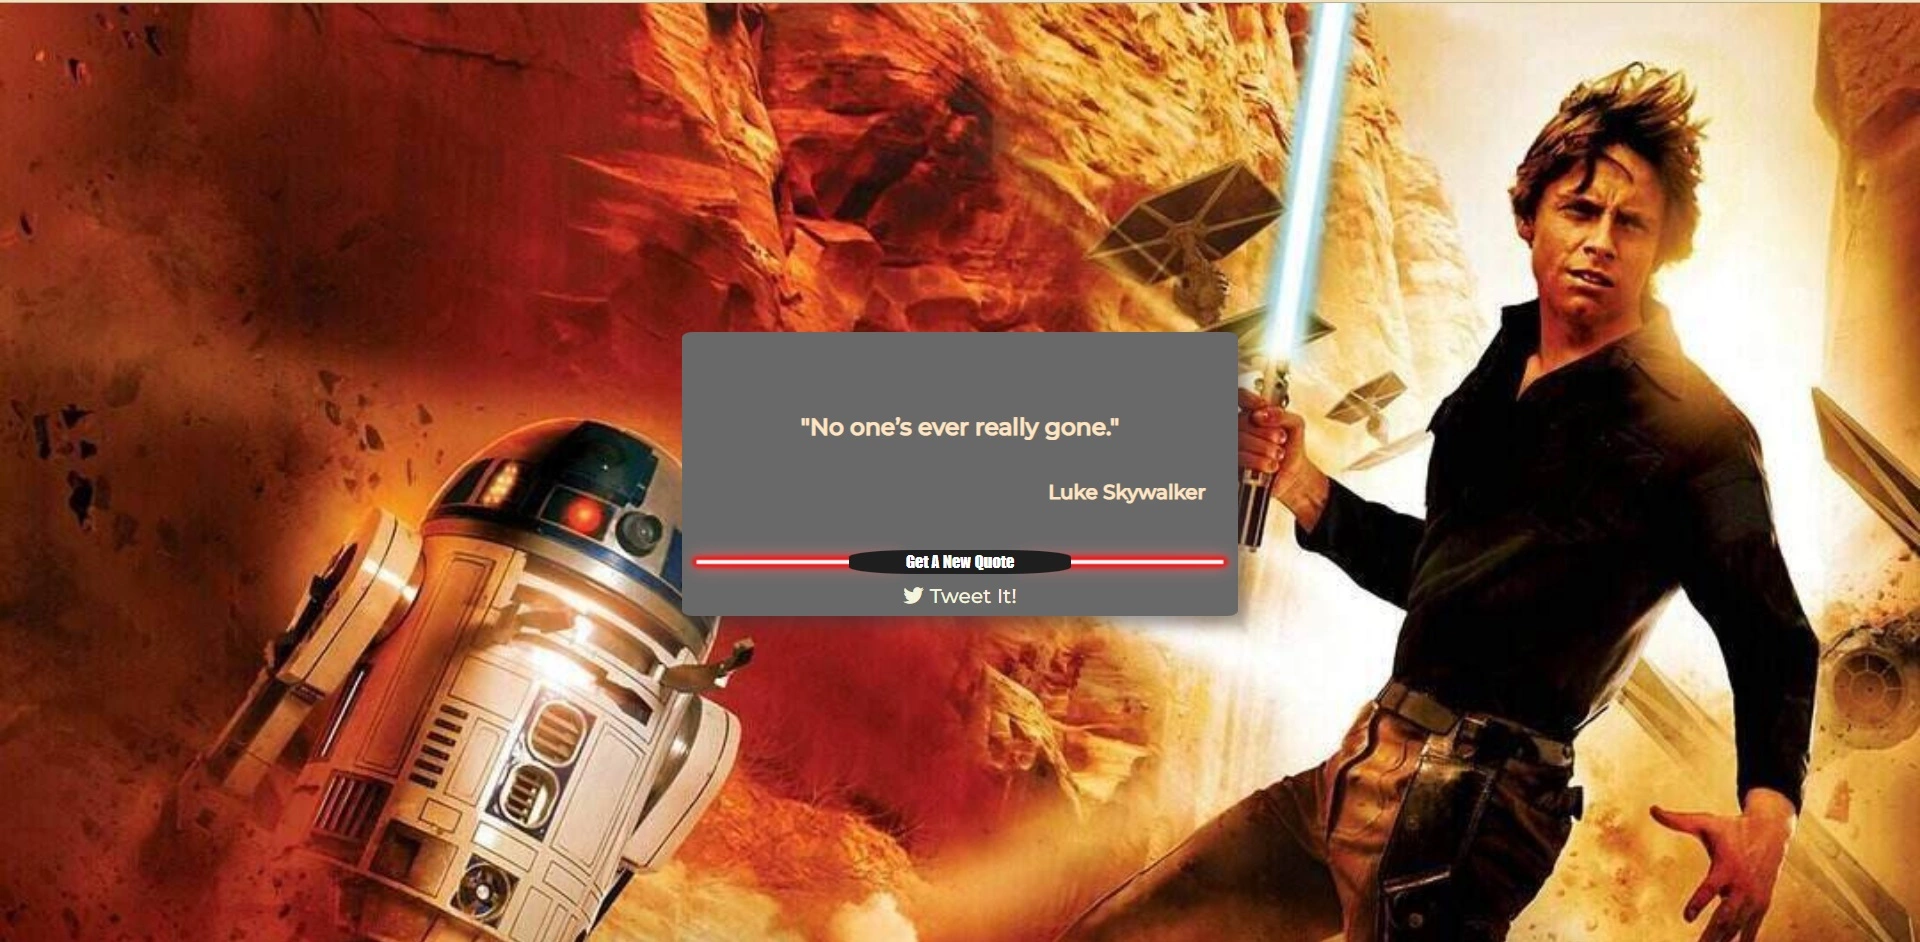 "No one’s ever really gone."
Luke Skywalker
Get A New Quote
Tweet It!